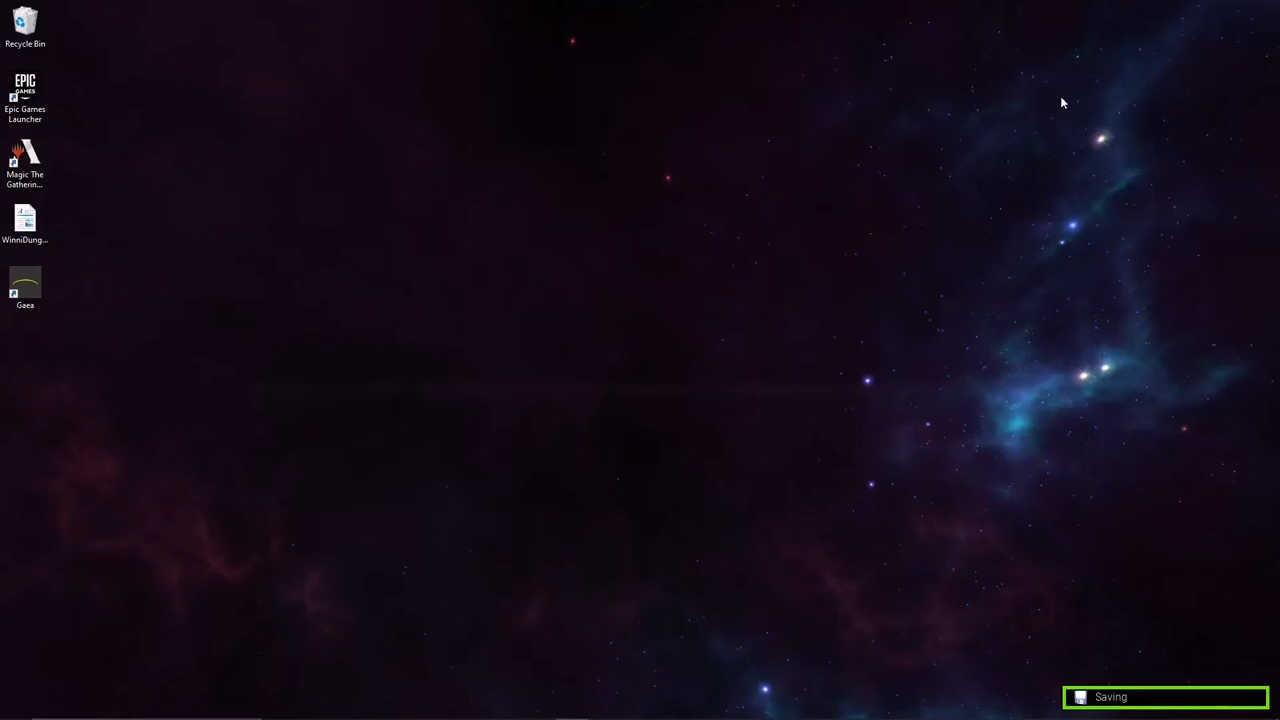 Recycle Bin
EPIC
GAMES
Epic Games
Launcher
Magic The
Gatherin...
WinniDung...
Gaea
Saving